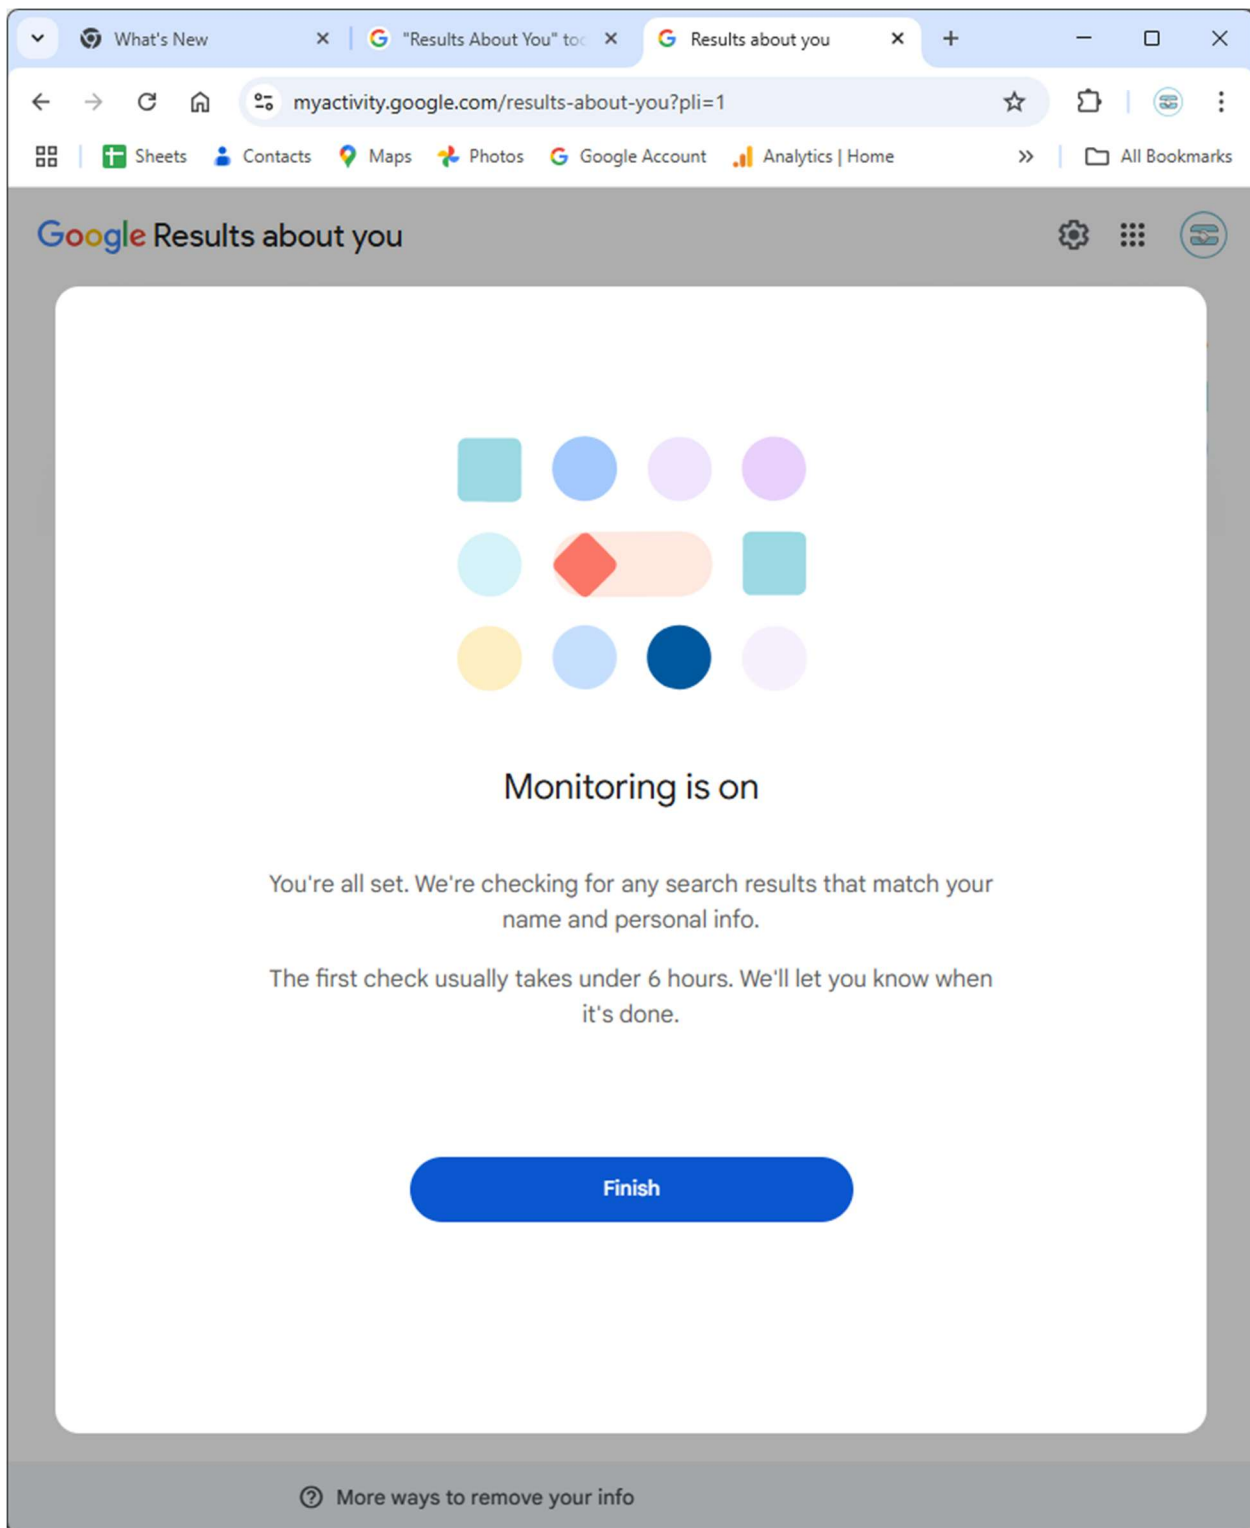 What's New
"Results About You" too
Results about you
myactivity.google.com/results-about-you?pli=1
Sheets Contacts Maps Photos Google Account Analytics | Home All Bookmarks
Google Results about you
Monitoring is on
You're all set. We're checking for any search results that match your
name and personal info.
The first check usually takes under 6 hours. We'll let you know when
it's done.
Finish
More ways to remove your info